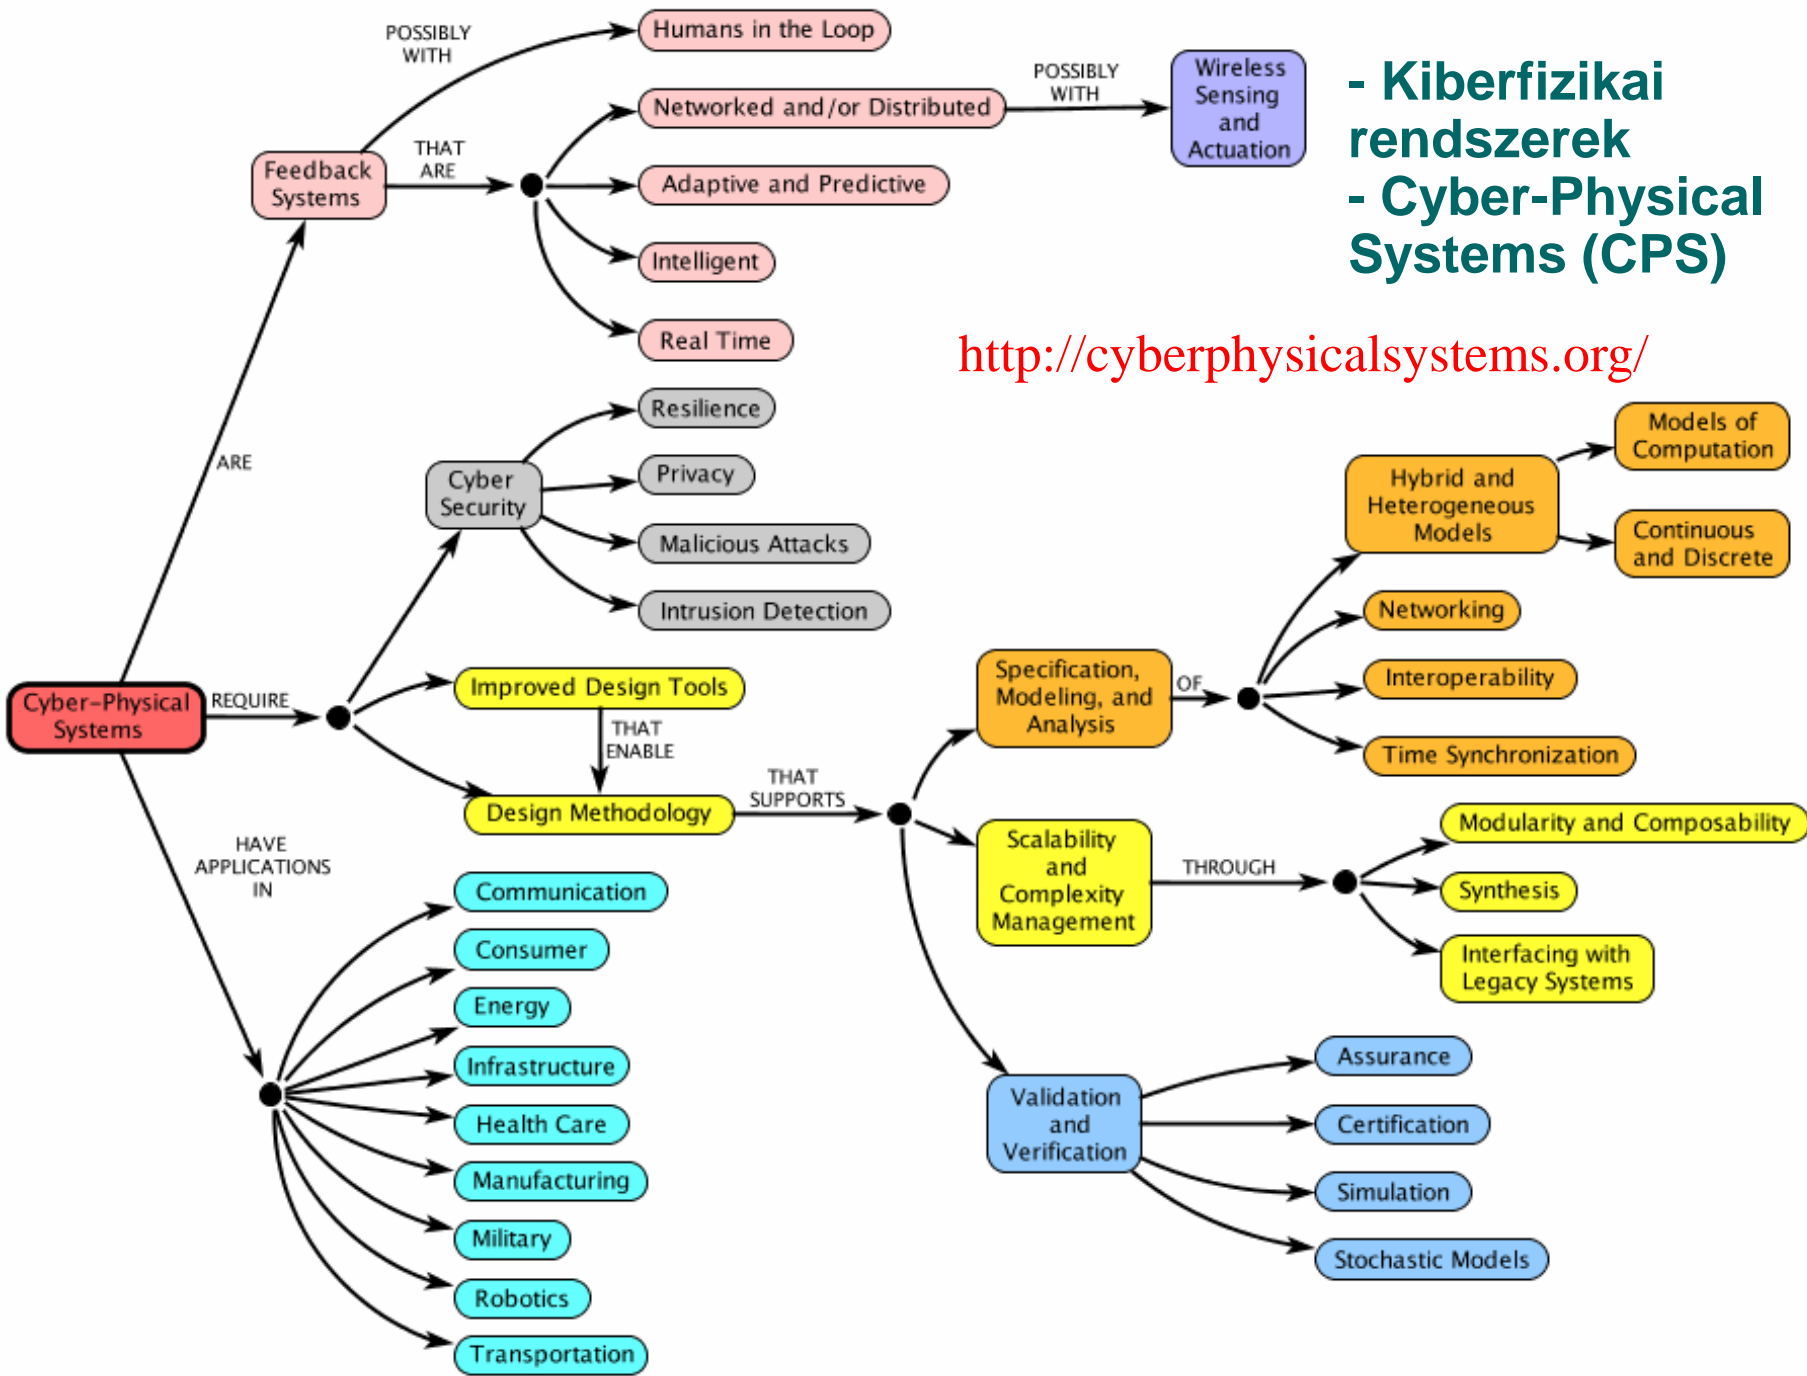 POSSIBLY
WITH
Humans in the Loop
POSSIBLY
WITH
Wireless
Sensing
and
Actuation
- Kiberfizikai
rendszerek
- Cyber-Physical
Systems (CPS)
Networked and/or Distributed
THAT
ARE
Feedback
Systems
Adaptive and Predictive
Intelligent
Real Time
http://cyberphysicalsystems.org/
ARE
Cyber
Security
Resilience
Privacy
Malicious Attacks
Intrusion Detection
Models of
Computation
Hybrid and
Heterogeneous
Models
Continuous
and Discrete
Networking
Interoperability
Time Synchronization
Specification,
Modeling, and
Analysis
OF
Cyber-Physical
Systems
REQUIRE
Improved Design Tools
THAT
ENABLE
Design Methodology
THAT
SUPPORTS
Scalability
and
Complexity
Management
THROUGH
Modularity and Composability
Synthesis
Interfacing with
Legacy Systems
HAVE
APPLICATIONS
IN
Communication
Consumer
Energy
Infrastructure
Health Care
Manufacturing
Military
Robotics
Transportation
Validation
and
Verification
Assurance
Certification
Simulation
Stochastic Models